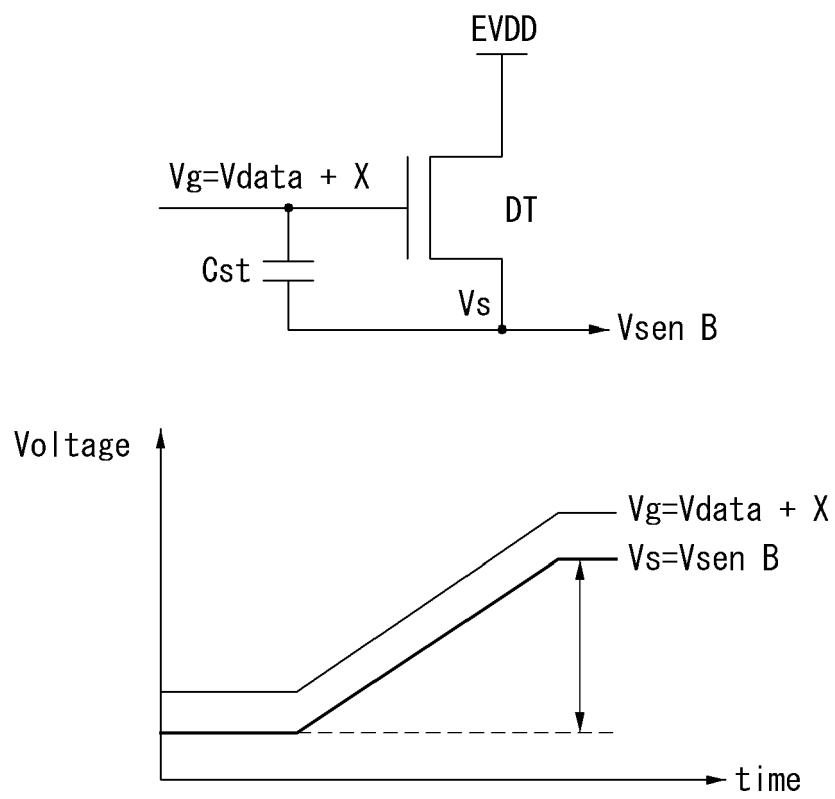 EVDD
Vg=Vdata + X
DT
Cst
Vs
Vsen B
Voltage
Vg=Vdata + X
Vs=Vsen B
time